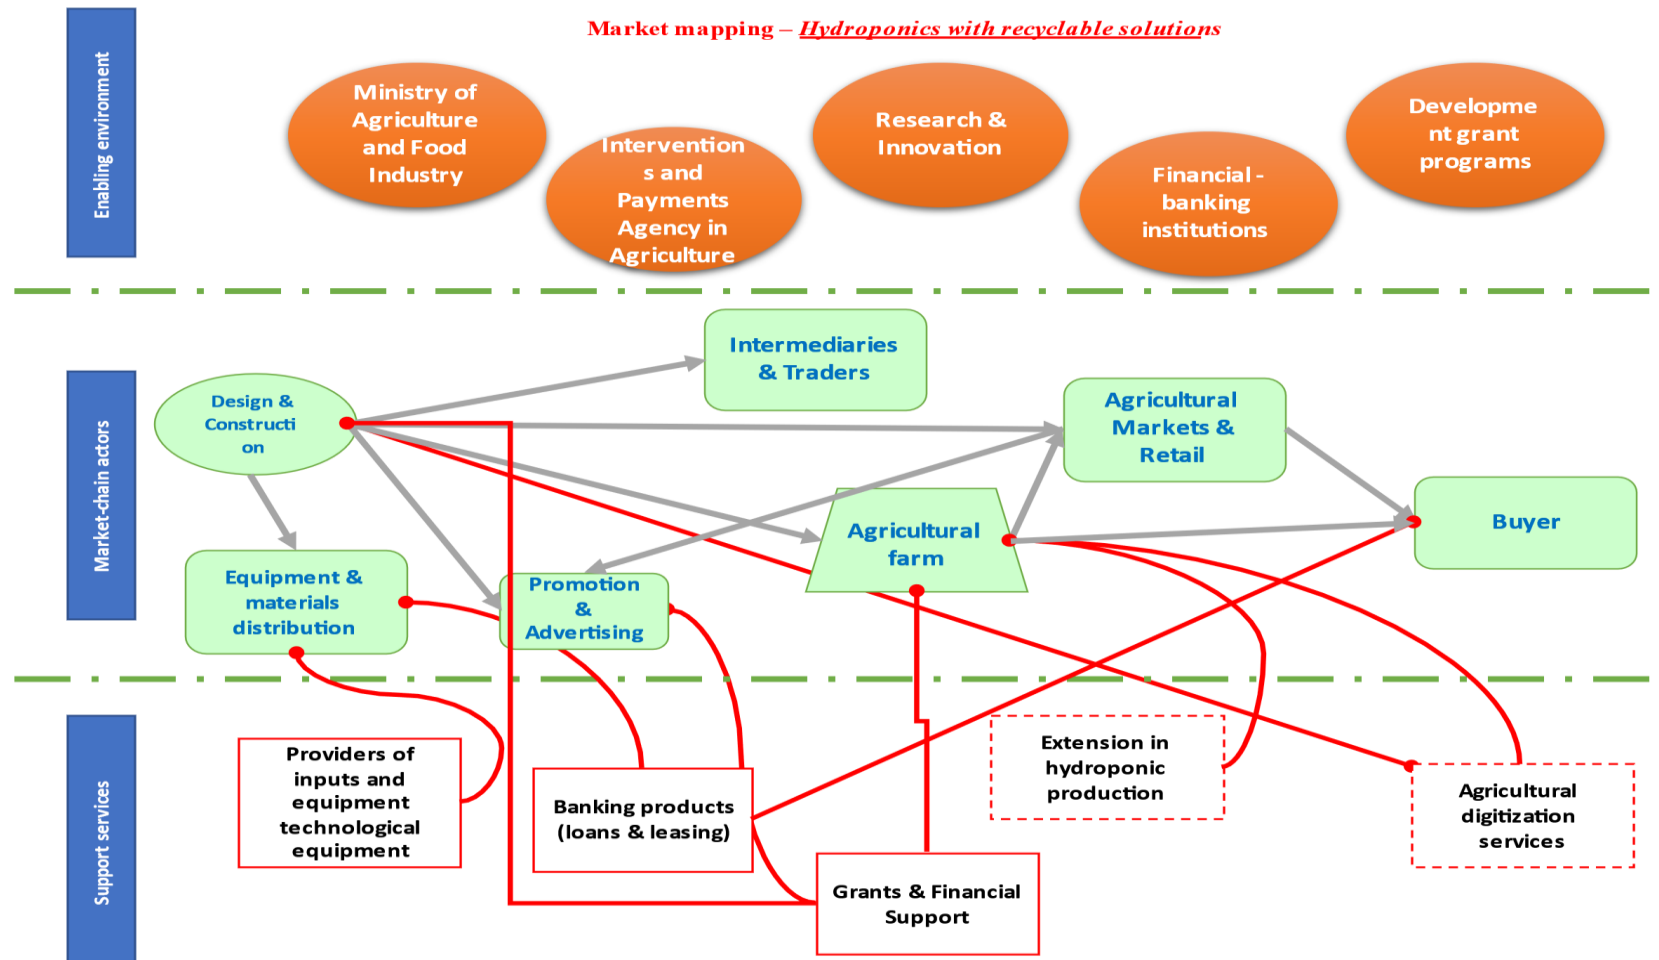 Market mapping – Hydroponics with recyclable solutions
Enabling environment
Ministry of
Agriculture
and Food
Industry
Intervention
s and
Payments
Agency in
Agriculture
Research &
Innovation
Financial -
banking
institutions
Developme
nt grant
programs
Market-chain actors
Design &
Constructi
on
Intermediaries
& Traders
Agricultural
Markets &
Retail
Agricultural
farm
Buyer
Equipment &
materials
distribution
Promotion
&
Advertising
Support services
Providers of
inputs and
equipment
technological
equipment
Banking products
(loans & leasing)
Grants & Financial
Support
Extension in
hydroponic
production
Agricultural
digitization
services